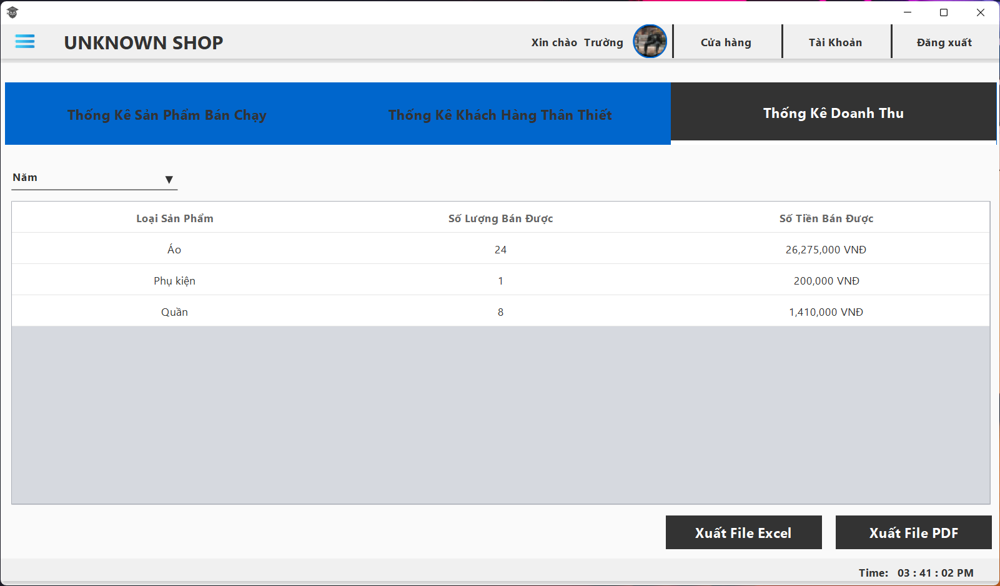 UNKNOWN SHOP
Xin chào Trường
Cửa hàng
Tài Khoản
Đăng xuất
Thống Kê Sản Phẩm Bán Chạy
Thống Kê Khách Hàng Thân Thiết
Thống Kê Doanh Thu
Năm
Loại Sản Phẩm Số Lượng Bán Được Số Tiền Bán Được
Áo 24 26,275,000 VNĐ
Phụ kiện 1 200,000 VNĐ
Quần 8 1,410,000 VNĐ
Xuất File Excel
Xuất File PDF
Time: 03 : 41 : 02 PM